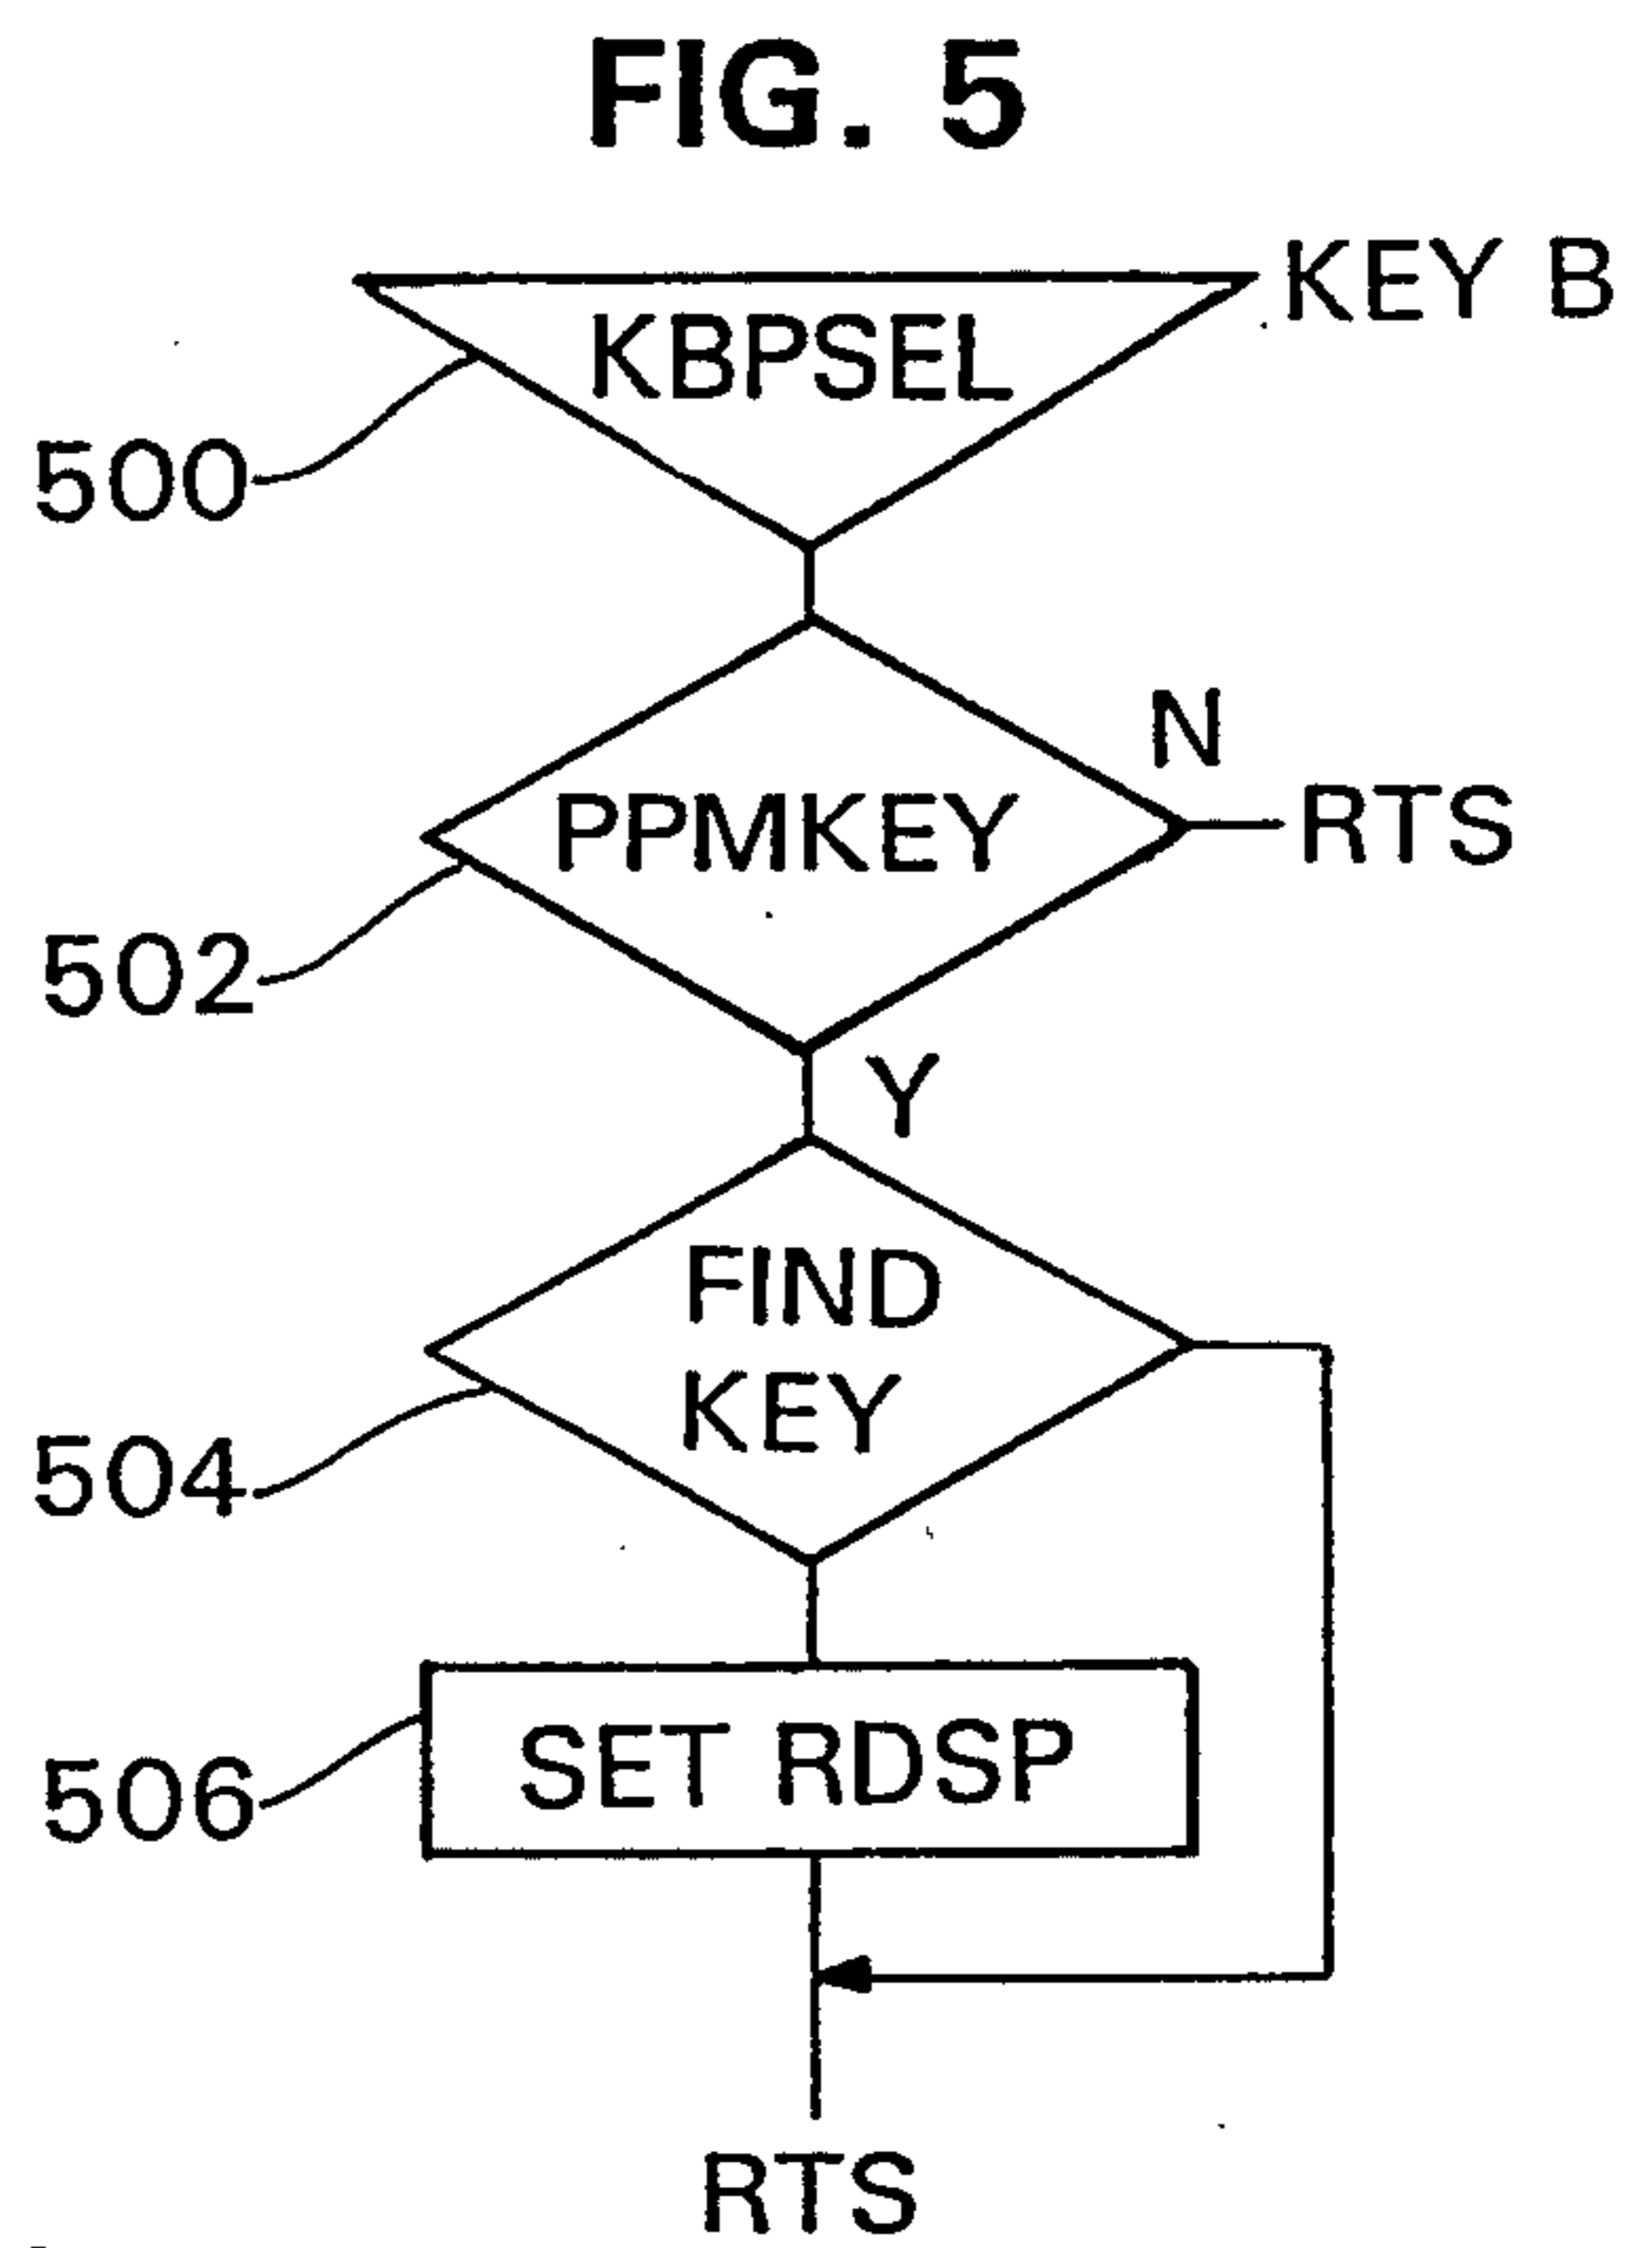 FIG. 5
KEY B
KBPSEL
500
N
PPMKEY
RTS
502
Y
FIND
KEY
504
SET RDSP
506
RTS